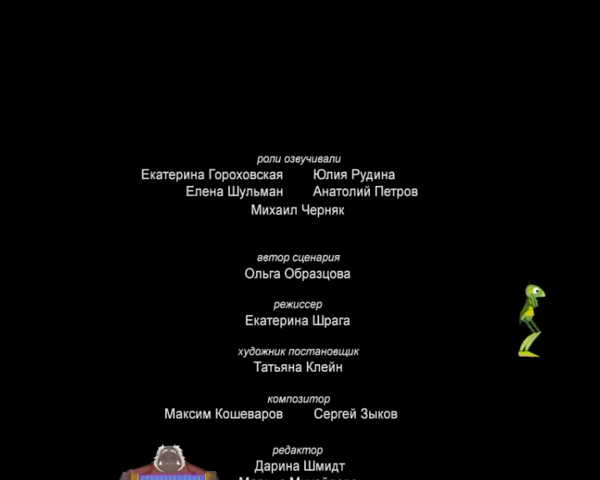 роли озвучивали
Екатерина Гороховская Юлия Рудина
Елена Шульман Анатолий Петров
Михаил Черняк
автор сценария
Ольга Образцова
режиссер
Екатерина Шрага
художник постановщик
Татьяна Клейн
композитор
Максим Кошеваров Сергей Зыков
редактор
Дарина Шмидт